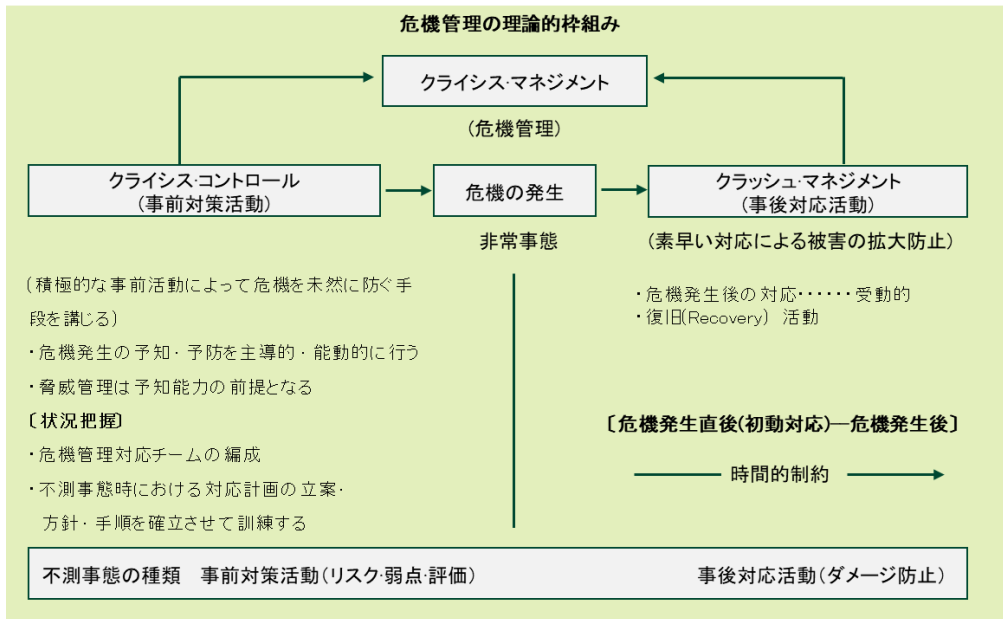 危機管理の理論的枠組み
クライシス・マネジメント
(危機管理)
クライシス・コントロール
(事前対策活動)
危機の発生
非常事態
クラッシュ・マネジメント
(事後対応活動)
(素早い対応による被害の拡大防止)
(積極的な事前活動によって危機を未然に防ぐ手
段を講じる)
・危機発生の予知・予防を主導的・能動的に行う
・脅威管理は予知能力の前提となる
〔状況把握〕
・危機管理対応チームの編成
・不測事態時における対応計画の立案・
方針・手順を確立させて訓練する
・危機発生後の対応・・・・・・受動的
・復旧(Recovery) 活動
〔危機発生直後(初動対応)―危機発生後〕
時間的制約
不測事態の種類 事前対策活動(リスク・弱点・評価) 事後対応活動(ダメージ防止)